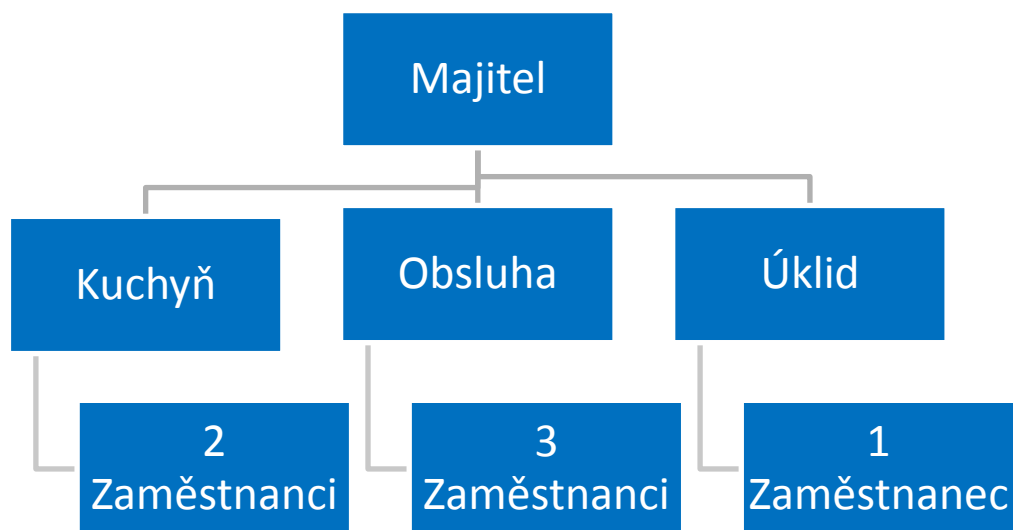 Majitel
Kuchyň
Obsluha
Úklid
2
Zaměstnanci
3
Zaměstnanci
1
Zaměstnanec